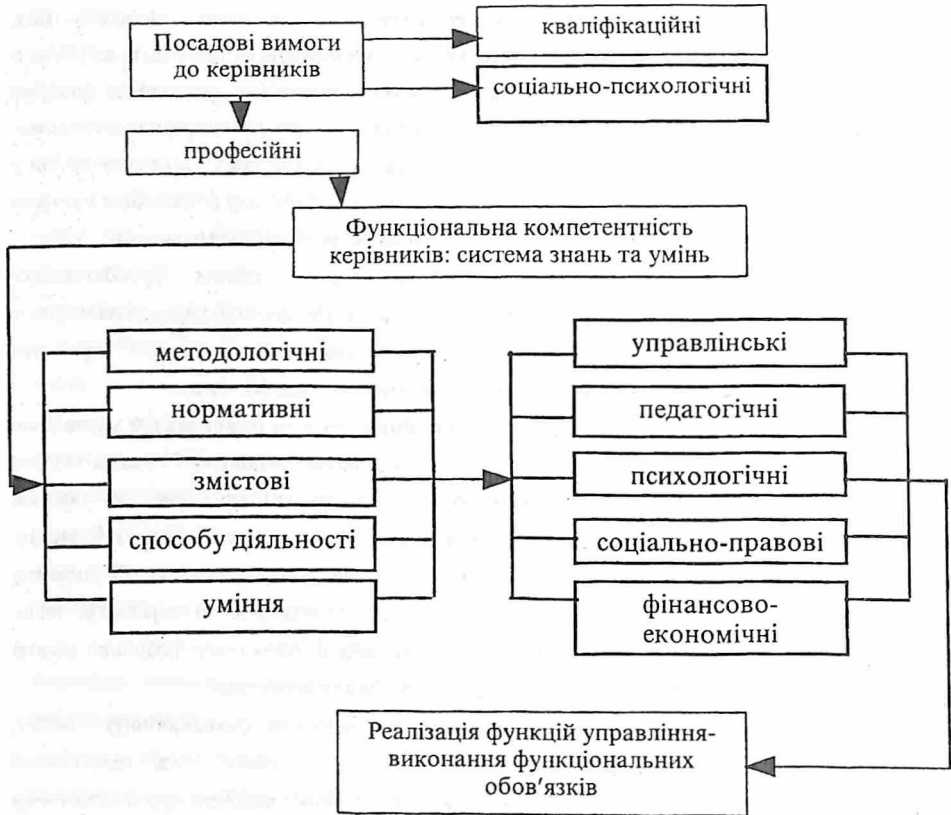 Посадові вимоги
до керівників
кваліфікаційні
соціально-психологічні
професійні
Функціональна компетентність
керівників: система знань та умінь
методологічні
нормативні
змістові
способу діяльності
уміння
управлінські
педагогічні
психологічні
соціально-правові
фінансово-
економічні
Реалізація функцій управління-
виконання функціональних
обов'язків